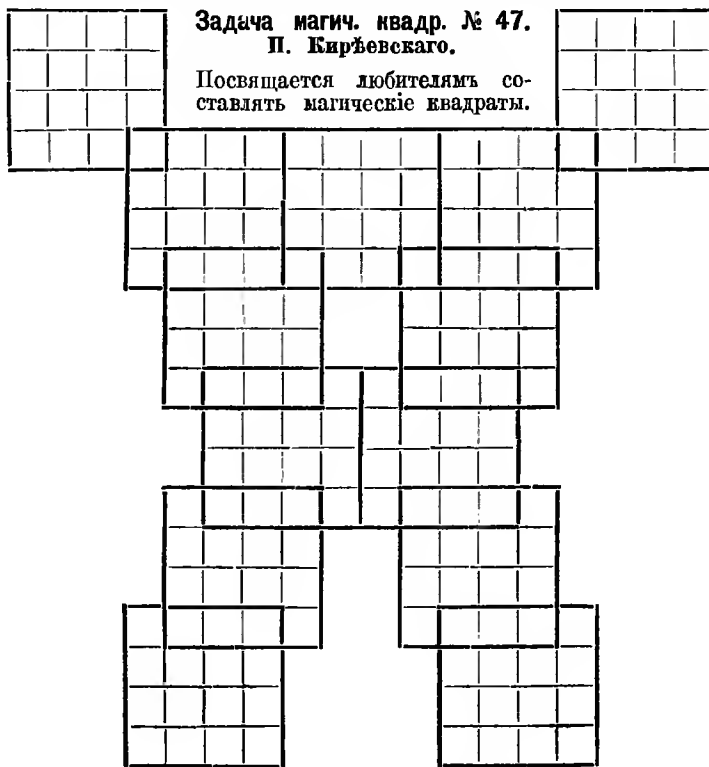 Задача магич. квадр. № 47.
П. Кирѣевскаго.
Посвящается любителямъ со-
ставлять магическіе квадраты.